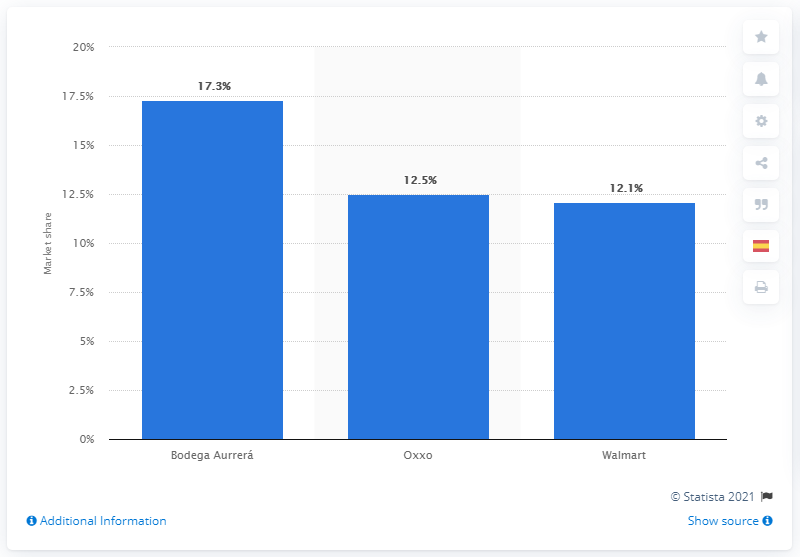 20%
17.5%
15%
12.5%
10%
7.5%
5%
2.5%
0%
Market share
17.3%
12.5%
12.1%
Bodega Aurrerá
Oxxo
Walmart
© Statista 2021
Additional Information
Show source